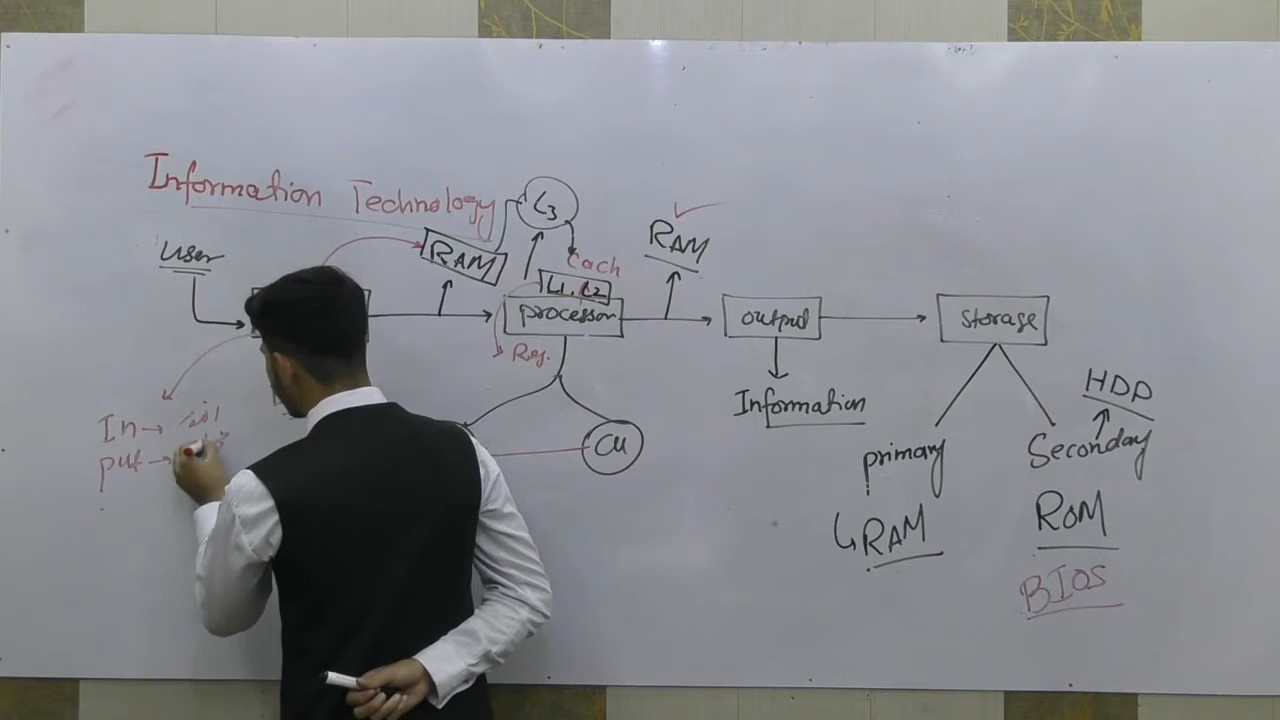 Information Technology
User
RAM
L3
Cach
L1, L2
processor
Reg.
RAM
output
storage
Information
HDD
In→
put→
CU
primary
Seconday
↳RAM
ROM
BIOS